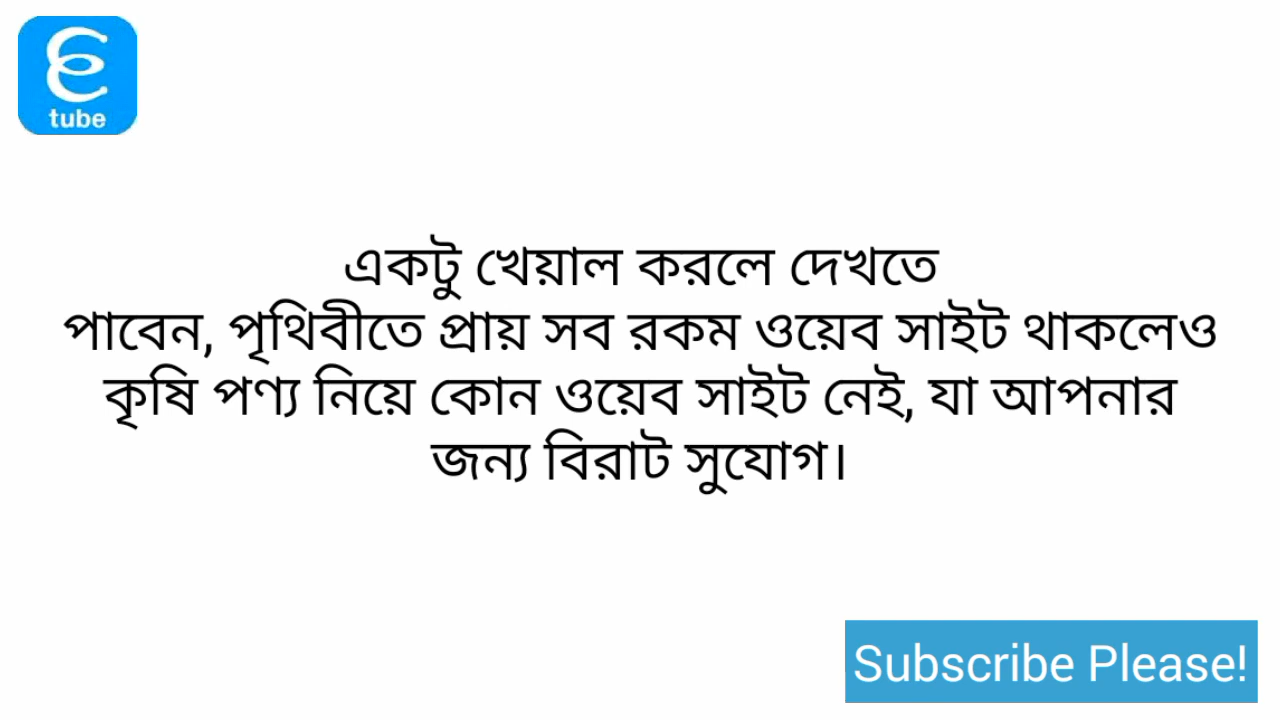 tube
একটু খেয়াল করলে দেখতে
পাবেন, পৃথিবীতে প্রায় সব রকম ওয়েব সাইট থাকলেও
কৃষি পণ্য নিয়ে কোন ওয়েব সাইট নেই, যা আপনার
জন্য বিরাট সুযোগ।
Subscribe Please!